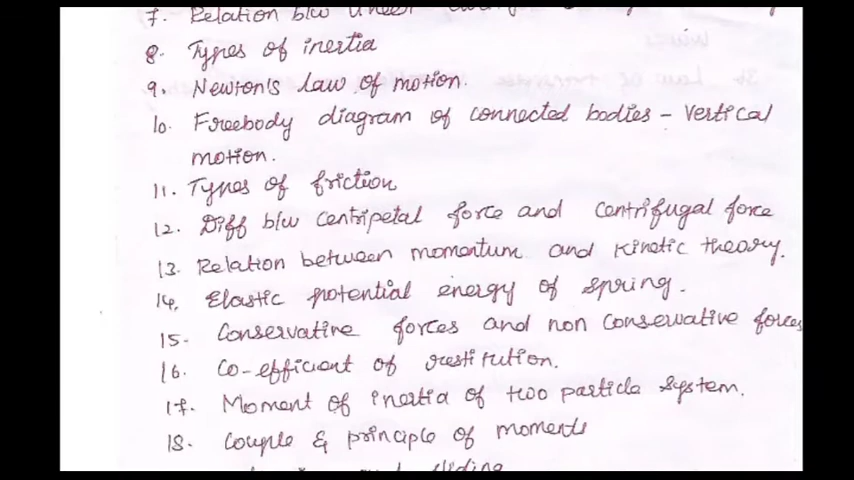 7. Relation b/w
8. Types of inertia
9. Newton's law of motion.
10. Freebody diagram of connected bodies - vertical
motion.
11. Types of friction
12. Diff b/w centripetal force and centrifugal force
13. Relation between momentum and kinetic theory.
14. Elastic potential energy of spring.
15. Conservative forces and non conservative forces
16. Co-efficient of restitution.
17. Moment of inertia of two particle system.
18. Couple & principle of moments
sliding